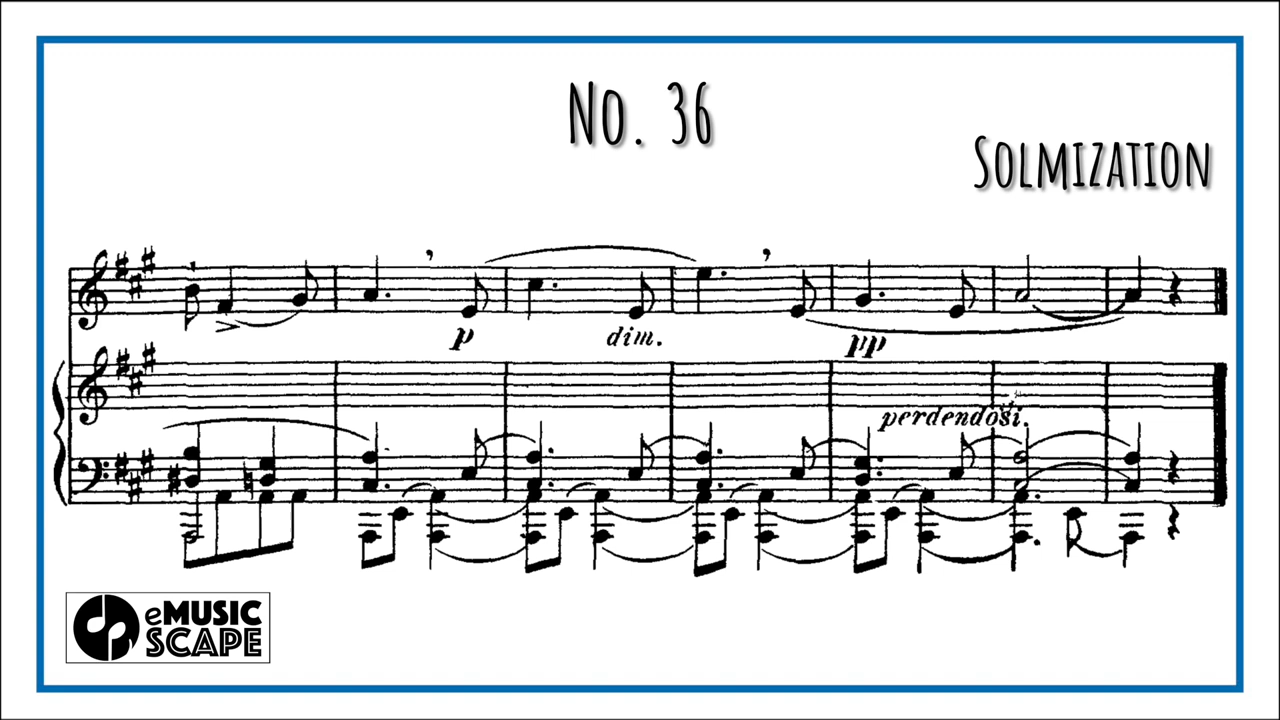 No. 36
Solmization
p
dim.
pp
perdendosi.
eMUSIC
SCAPE